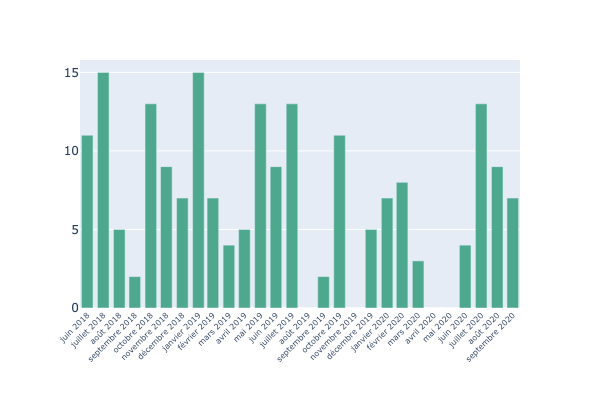 15
10
5
0
juin 2018
juillet 2018
août 2018
septembre 2018
octobre 2018
novembre 2018
décembre 2018
janvier 2019
février 2019
mars 2019
avril 2019
mai 2019
juin 2019
juillet 2019
août 2019
septembre 2019
octobre 2019
novembre 2019
décembre 2019
janvier 2020
février 2020
mars 2020
avril 2020
mai 2020
juin 2020
juillet 2020
août 2020
septembre 2020